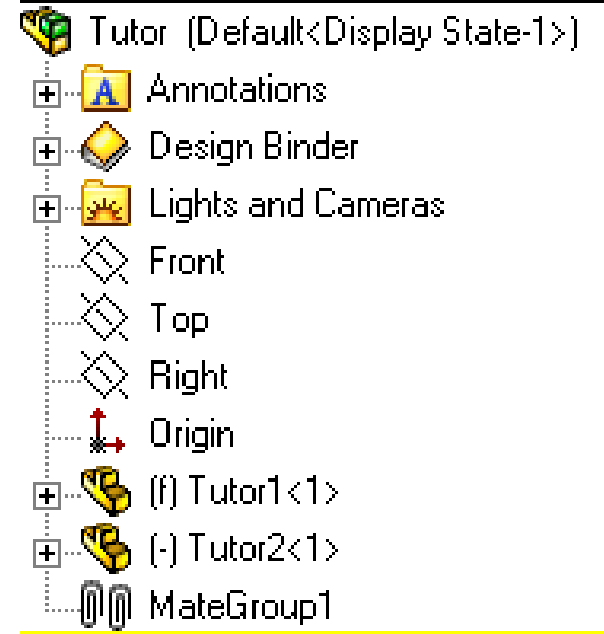 Tutor (Default<Display State-1>)
Annotations
Design Binder
Lights and Cameras
Front
Top
Right
Origin
(f) Tutor1<1>
(-) Tutor2<1>
MateGroup1